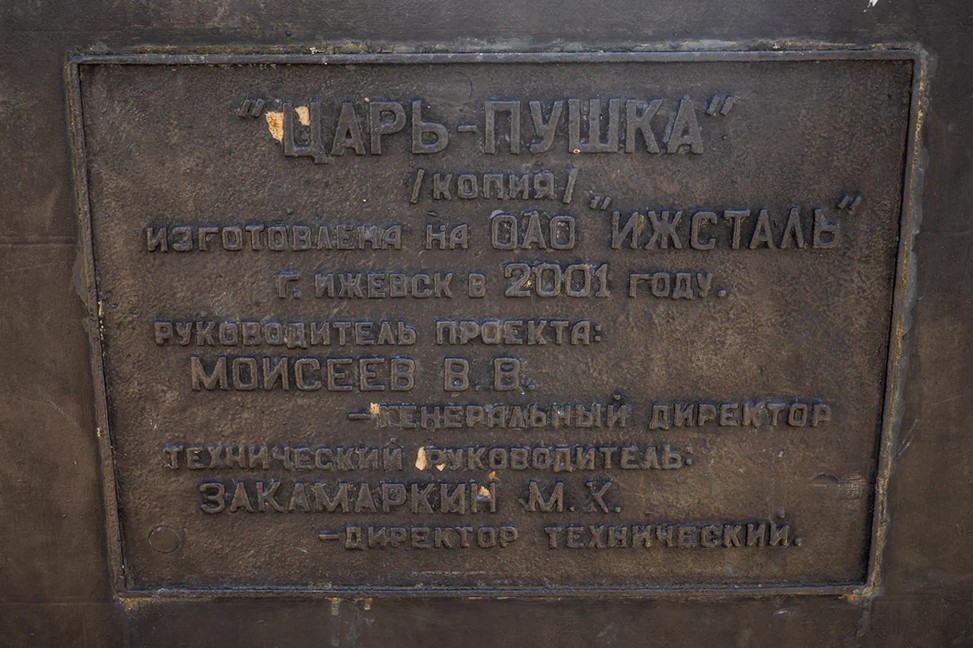 "ЦАРЬ-ПУШКА"
/КОПИЯ/
ИЗГОТОВЛЕНА НА ОАО "ИЖСТАЛЬ"
Г. ИЖЕВСК В 2001 ГОДУ.
РУКОВОДИТЕЛЬ ПРОЕКТА:
МОИСЕЕВ В.В.
-ГЕНЕРАЛЬНЫЙ ДИРЕКТОР
ТЕХНИЧЕСКИЙ РУКОВОДИТЕЛЬ:
ЗАКАМАРКИН М.К.
-ДИРЕКТОР ТЕХНИЧЕСКИЙ.